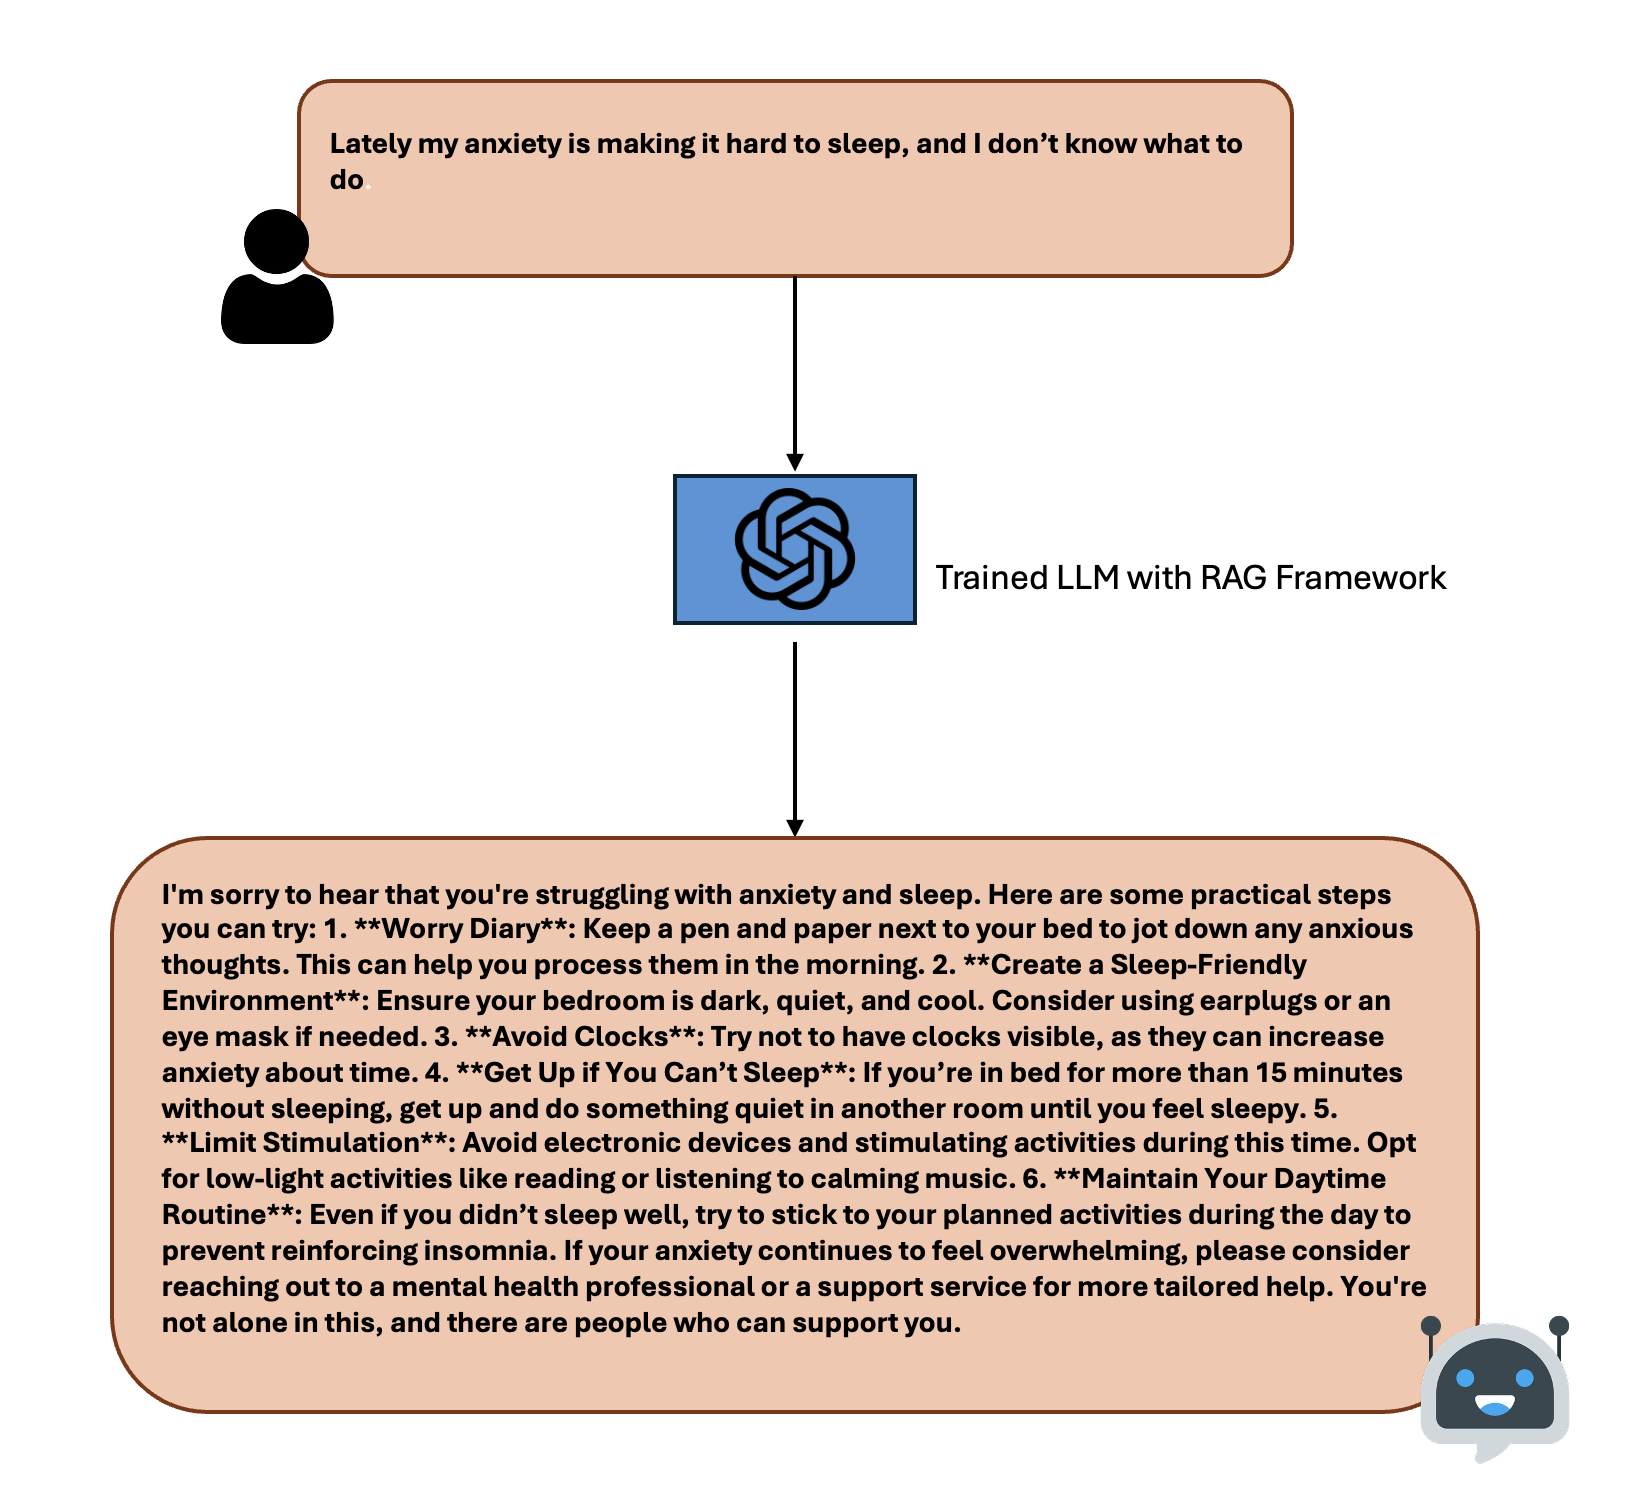 Lately my anxiety is making it hard to sleep, and I don’t know what to
do.
Trained LLM with RAG Framework
I'm sorry to hear that you're struggling with anxiety and sleep. Here are some practical steps
you can try: 1. **Worry Diary**: Keep a pen and paper next to your bed to jot down any anxious
thoughts. This can help you process them in the morning. 2. **Create a Sleep-Friendly
Environment**: Ensure your bedroom is dark, quiet, and cool. Consider using earplugs or an
eye mask if needed. 3. **Avoid Clocks**: Try not to have clocks visible, as they can increase
anxiety about time. 4. **Get Up if You Can’t Sleep**: If you’re in bed for more than 15 minutes
without sleeping, get up and do something quiet in another room until you feel sleepy. 5.
**Limit Stimulation**: Avoid electronic devices and stimulating activities during this time. Opt
for low-light activities like reading or listening to calming music. 6. **Maintain Your Daytime
Routine**: Even if you didn’t sleep well, try to stick to your planned activities during the day to
prevent reinforcing insomnia. If your anxiety continues to feel overwhelming, please consider
reaching out to a mental health professional or a support service for more tailored help. You're
not alone in this, and there are people who can support you.